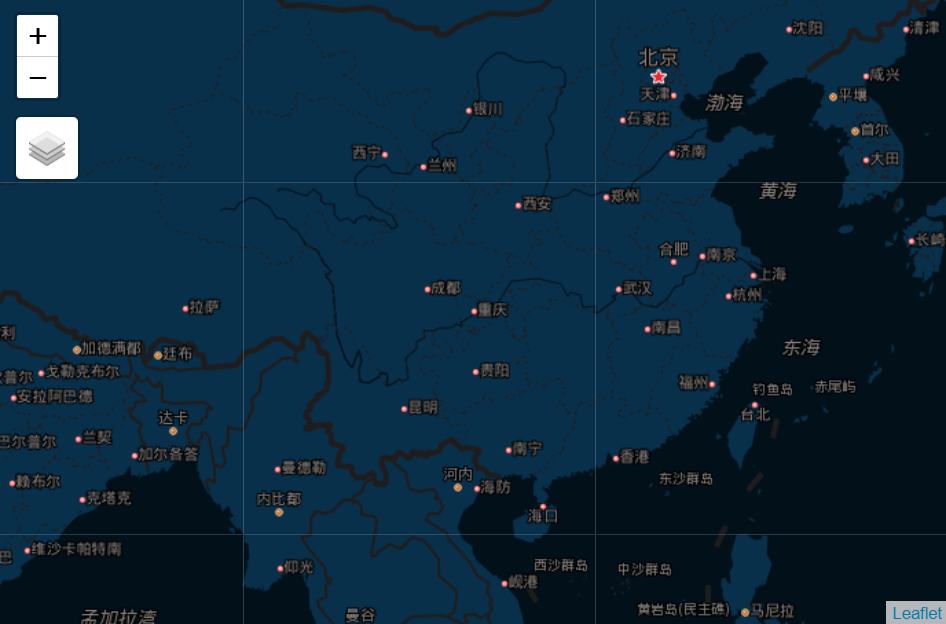 +
−
沈阳
清津
北京
咸兴
天津
平壤
渤海
银川
石家庄
首尔
西宁
济南
大田
兰州
黄海
西安
郑州
长崎
合肥
南京
上海
成都
武汉
杭州
拉萨
重庆
南昌
利
加德满都
廷布
东海
普尔
戈勒克布尔
贵阳
福州
钓鱼岛
赤尾屿
安拉阿巴德
昆明
台北
达卡
巴尔普尔
兰契
加尔各答
南宁
香港
曼德勒
河内
东沙群岛
赖布尔
克塔克
内比都
海防
海口
维沙卡帕特南
巴
仰光
西沙群岛
中沙群岛
岘港
孟加拉湾
曼谷
黄岩岛(民主礁)
马尼拉
Leaflet